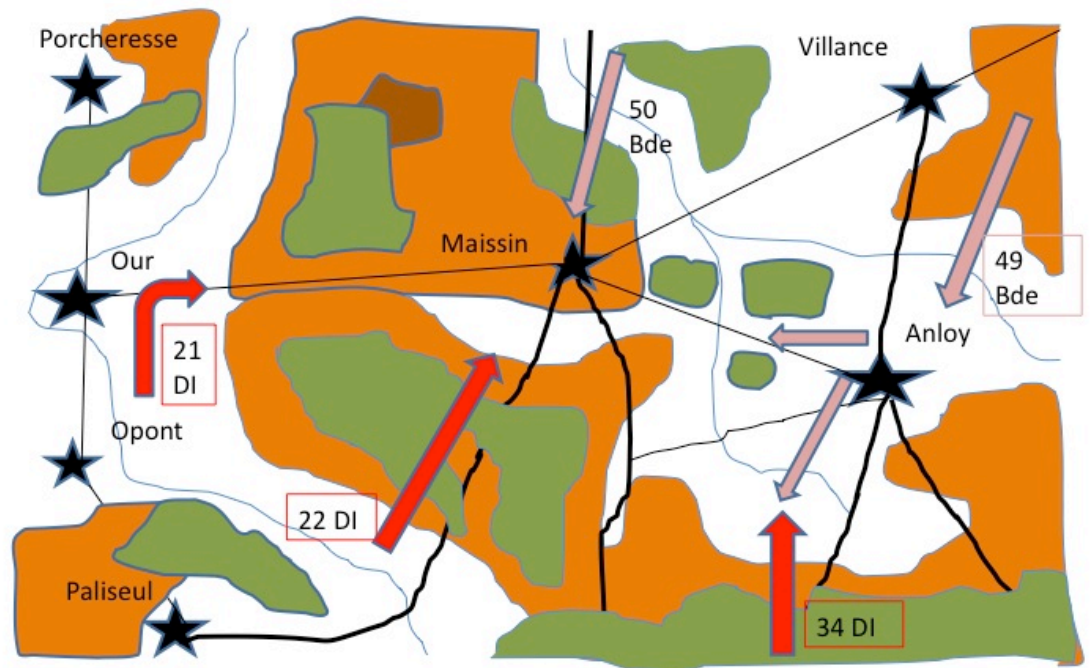 Porcheresse
Villance
50
Bde
Maissin
Our
49
Bde
Anloy
21
DI
Opont
22 DI
Paliseul
34 DI